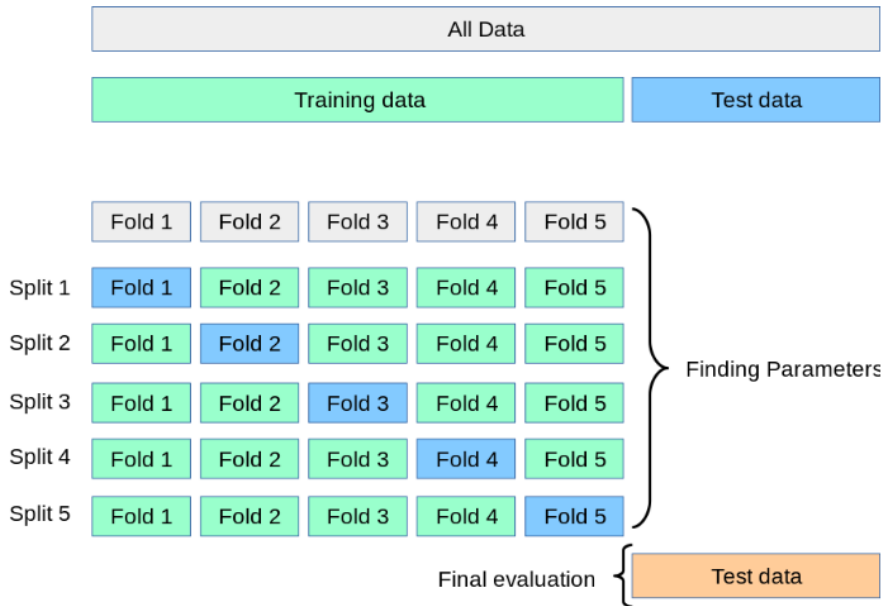 All Data
Training data Test data
Fold 1 Fold 2 Fold 3 Fold 4 Fold 5
Split 1 Fold 1 Fold 2 Fold 3 Fold 4 Fold 5
Split 2 Fold 1 Fold 2 Fold 3 Fold 4 Fold 5
Finding Parameters
Split 3 Fold 1 Fold 2 Fold 3 Fold 4 Fold 5
Split 4 Fold 1 Fold 2 Fold 3 Fold 4 Fold 5
Split 5 Fold 1 Fold 2 Fold 3 Fold 4 Fold 5
Final evaluation Test data